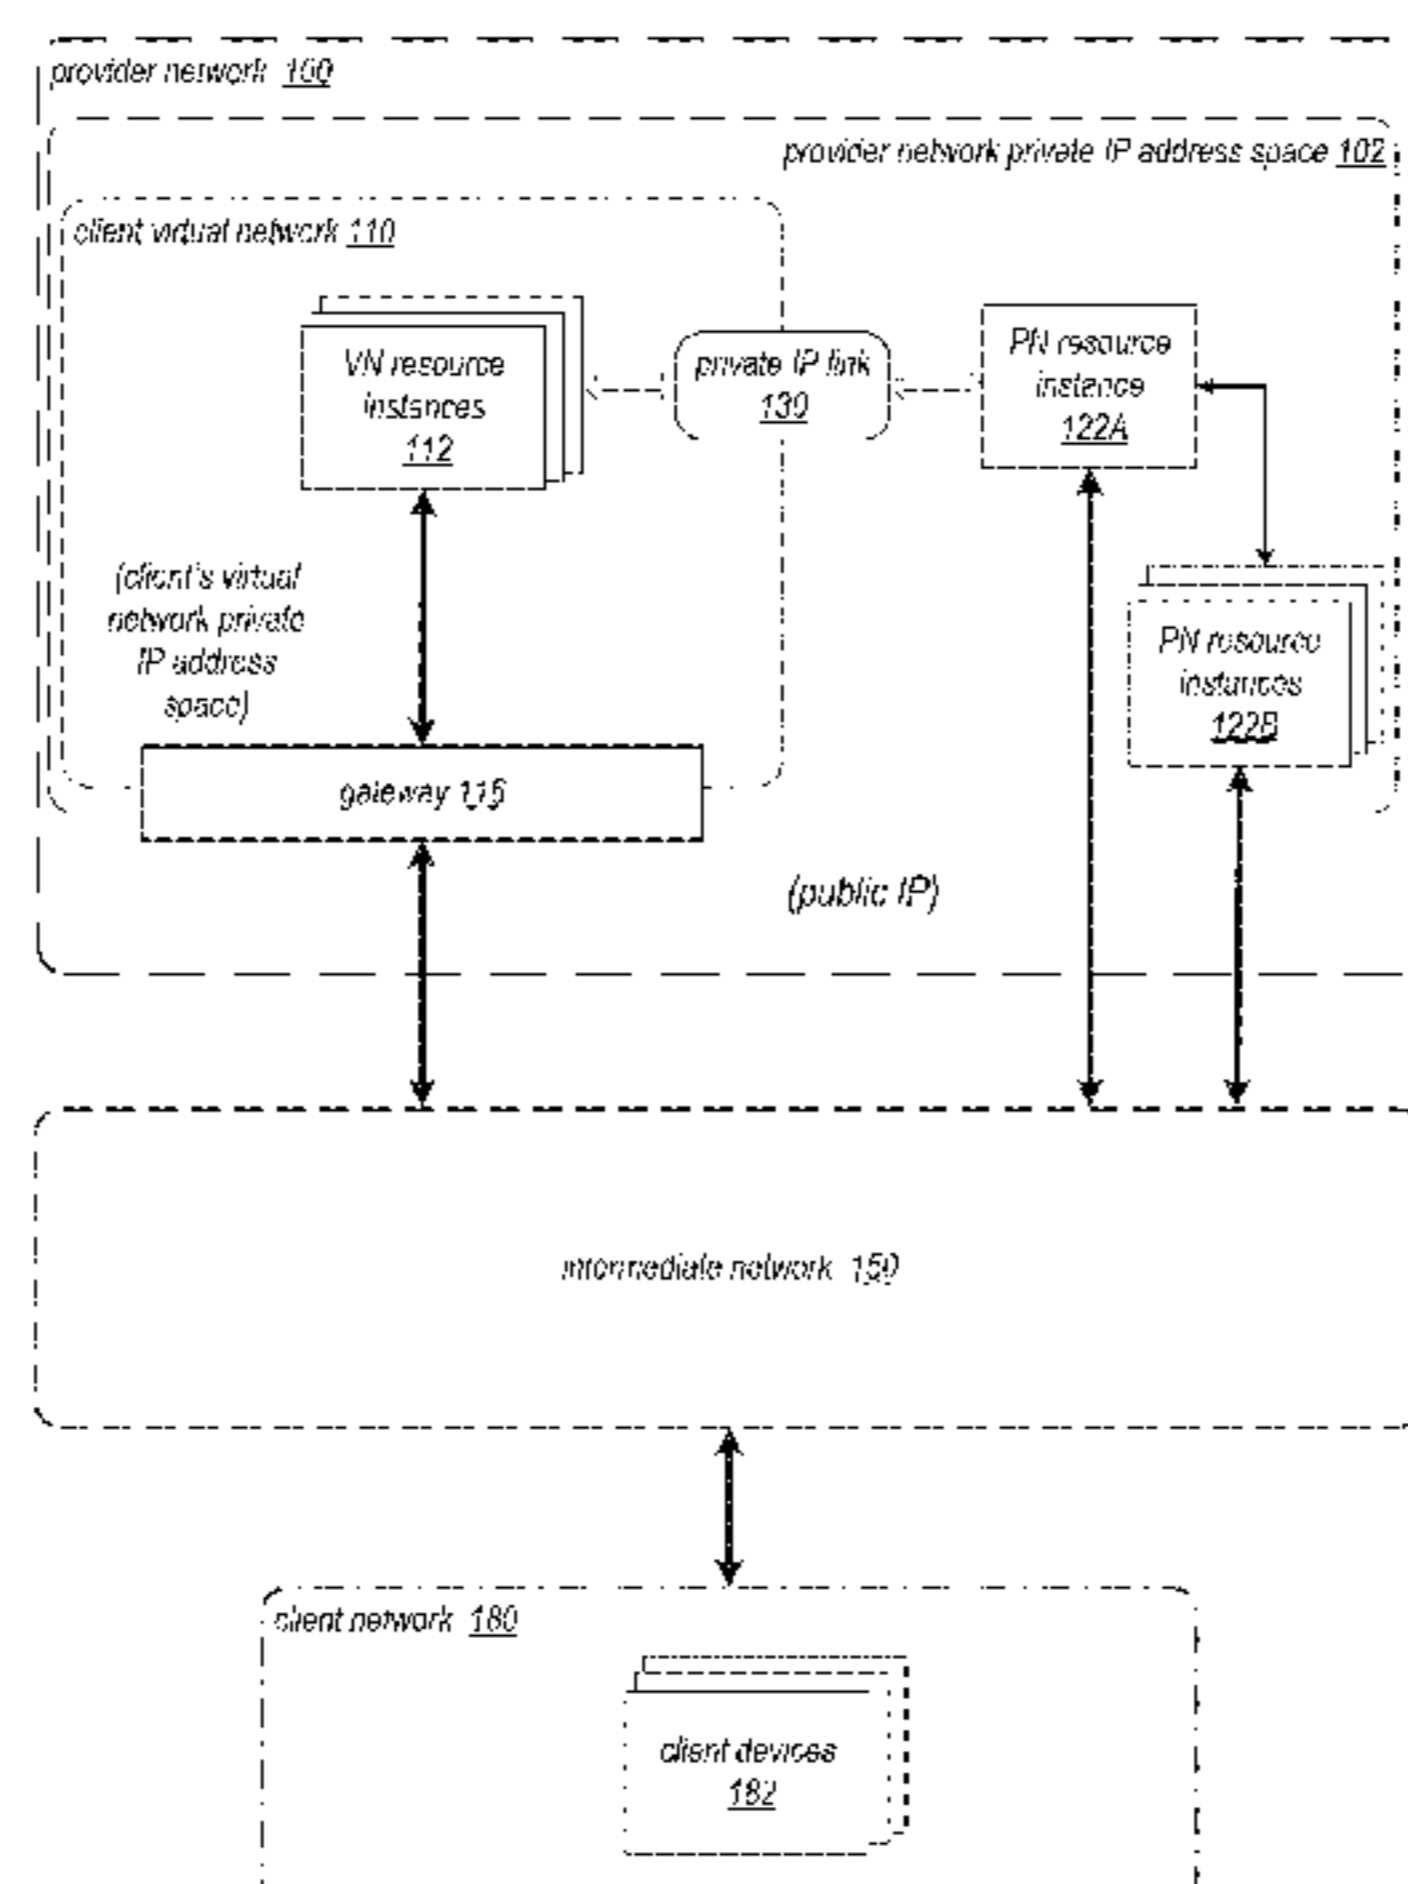 provider network 100
provider network private IP address space 102
client virtual network 110
VN resource
instances
112
private IP link
130
PN resource
instance
122A
(client's virtual
network private
IP address
space)
PN resource
instances
122B
gateway 115
(public IP)
intermediate network 150
client network 180
client devices
182